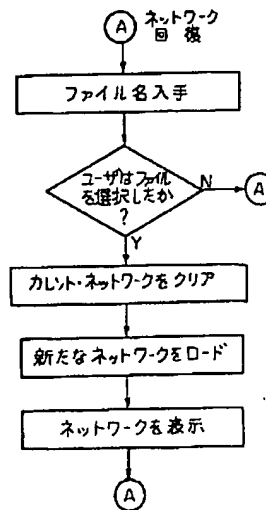 A
ネットワーク
回復
ファイル名入手
ユーザはファイル
を選択したか
?
N
A
Y
カレント・ネットワークをクリア
新たなネットワークをロード
ネットワークを表示
A